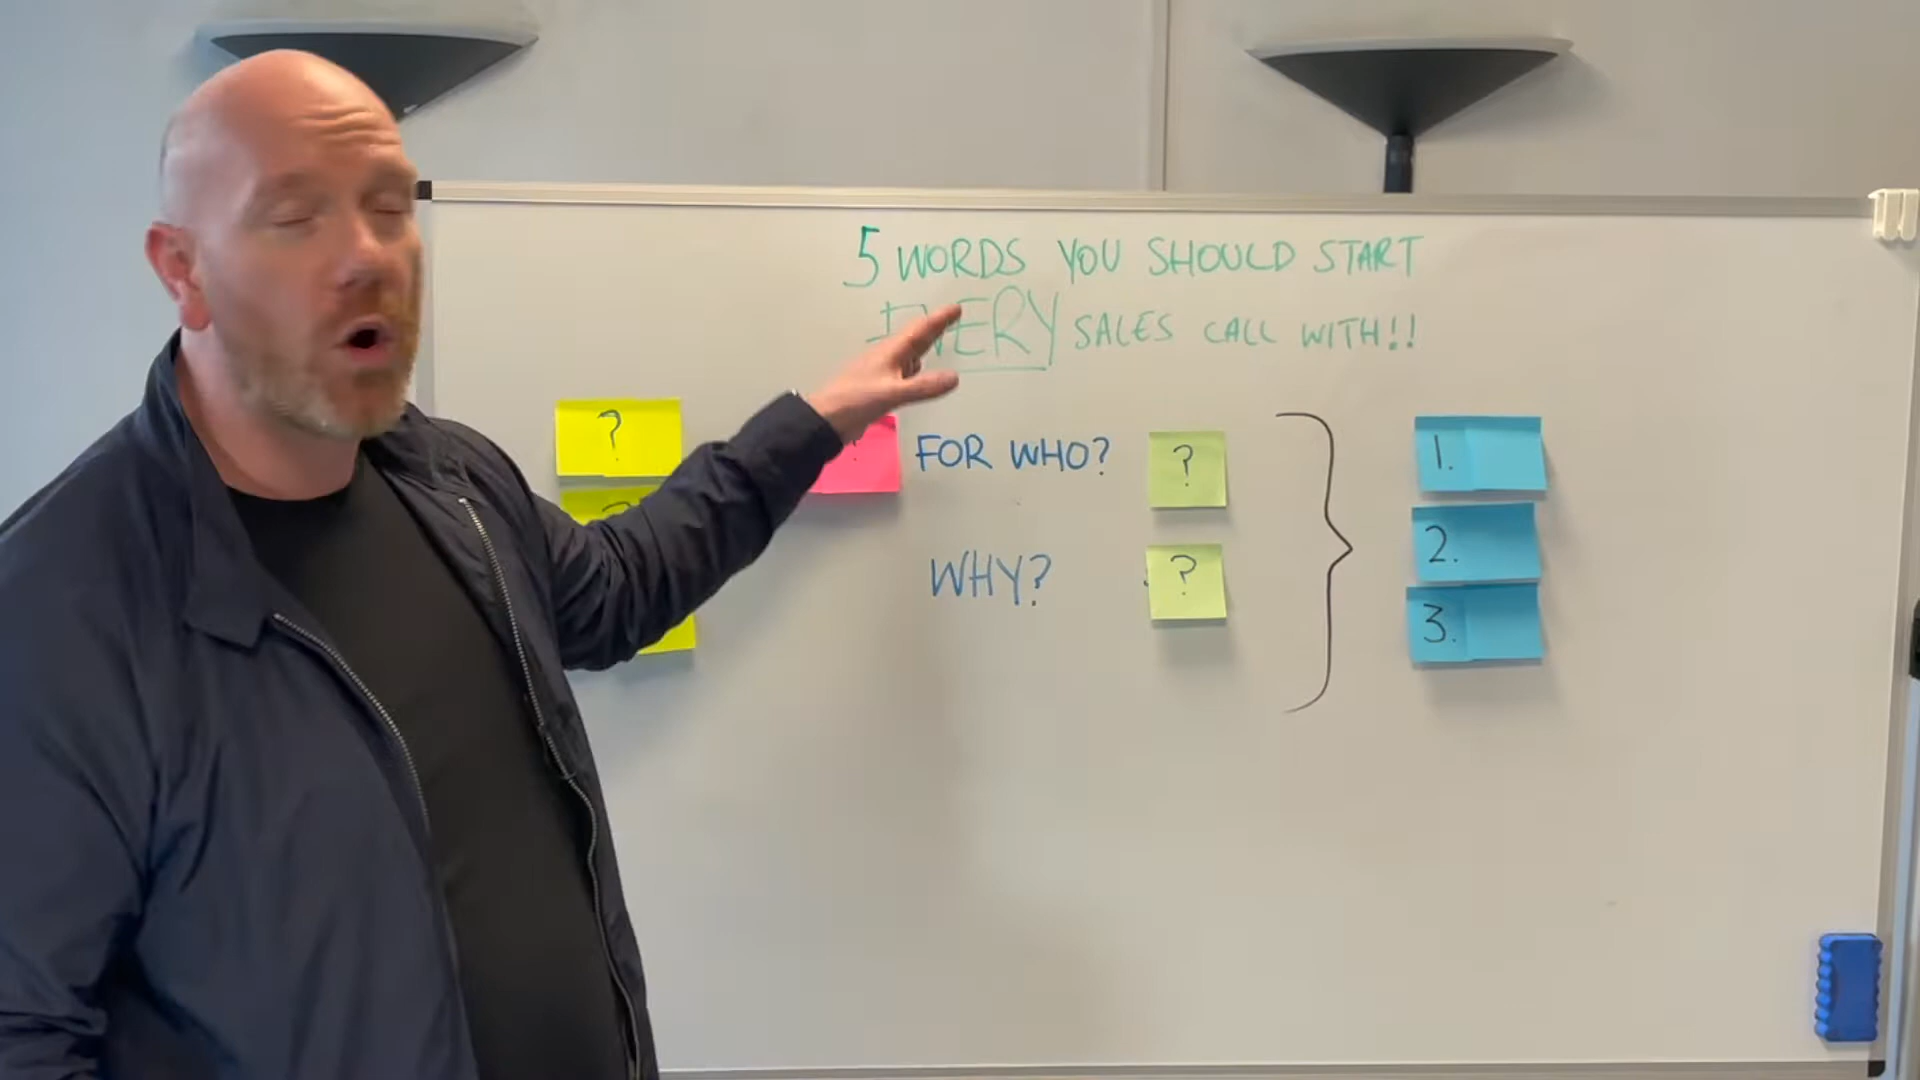 5 WORDS YOU SHOULD START
EVERY SALES CALL WITH!!
?
?
?
FOR WHO?
?
WHY?
?
1.
2.
3.